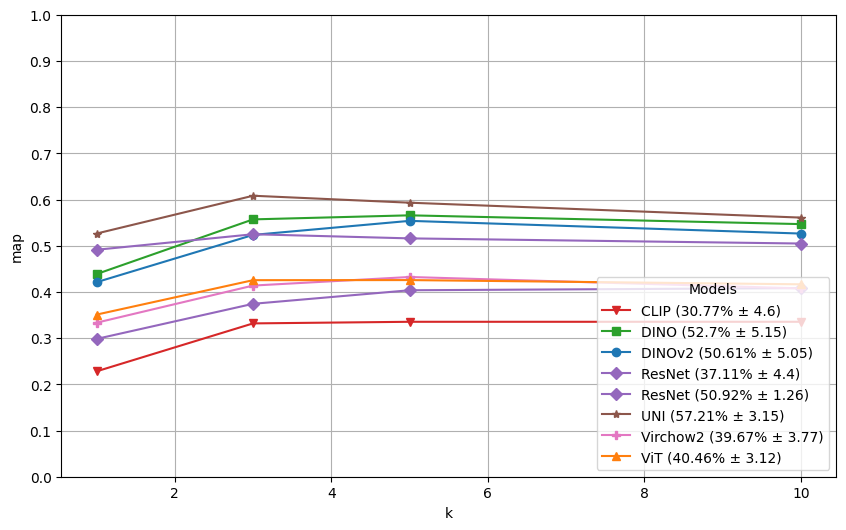 1.0
0.9
0.8
0.7
0.6
0.5
0.4
0.3
0.2
0.1
0.0
map
2
4
6
8
10
k
Models
CLIP (30.77% ± 4.6)
DINO (52.7% ± 5.15)
DINOv2 (50.61% ± 5.05)
ResNet (37.11% ± 4.4)
ResNet (50.92% ± 1.26)
UNI (57.21% ± 3.15)
Virchow2 (39.67% ± 3.77)
ViT (40.46% ± 3.12)